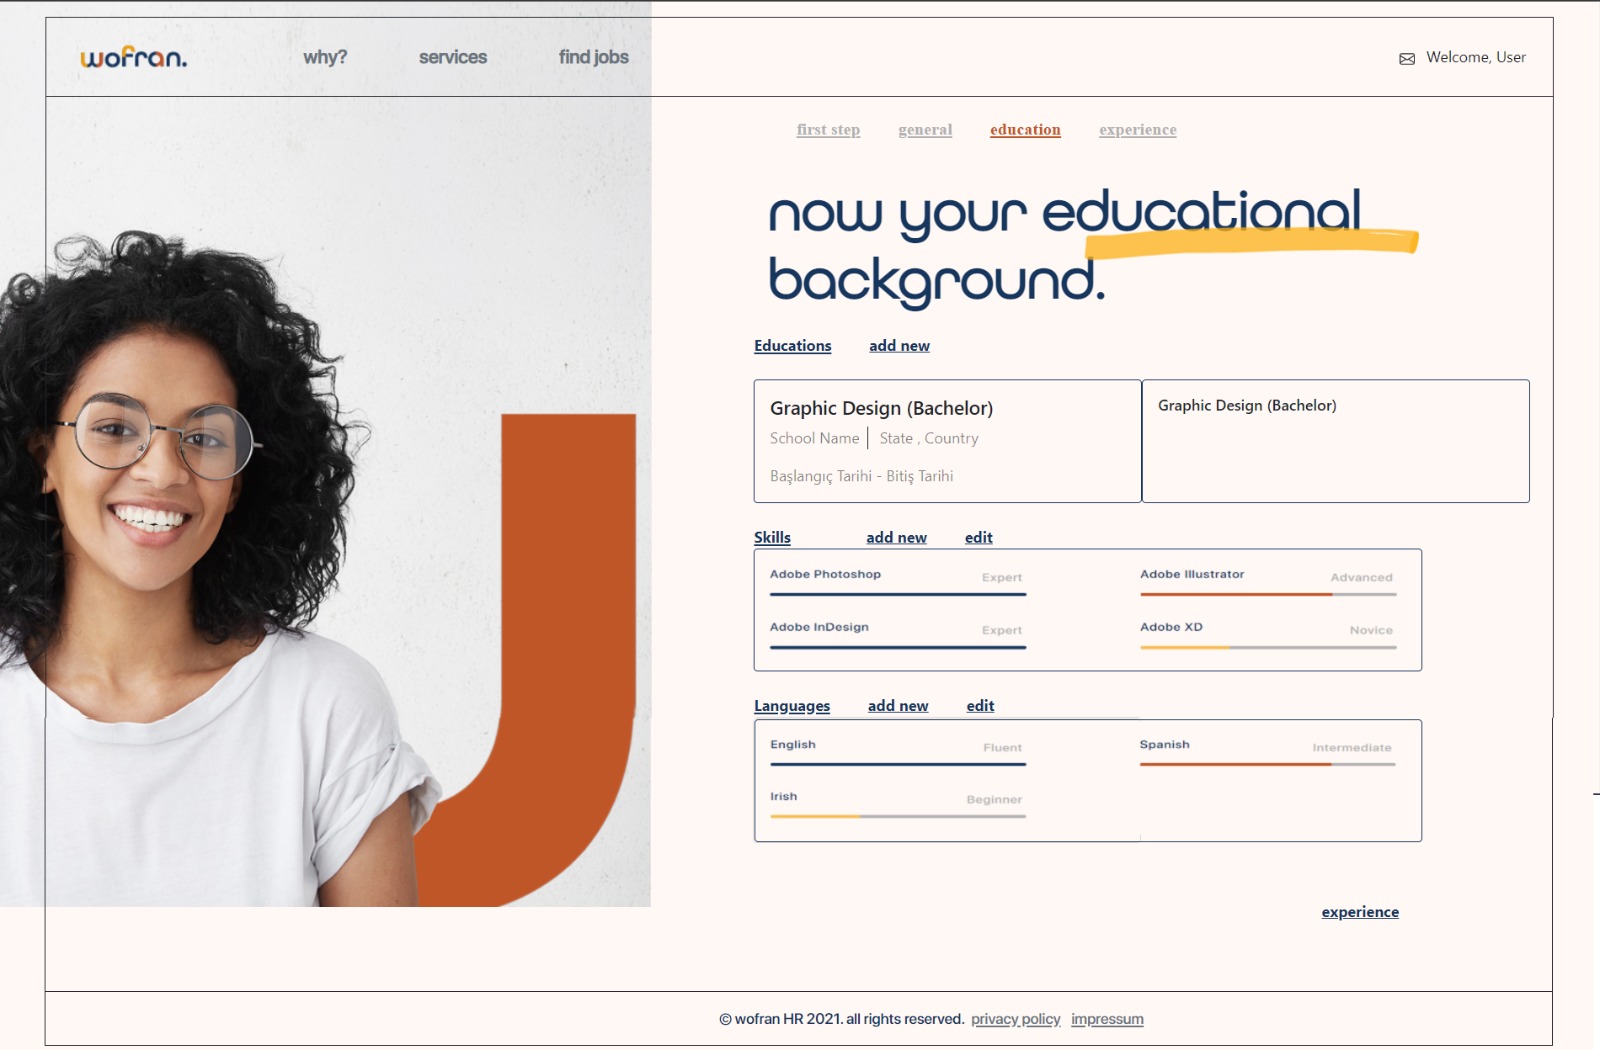 wofran. why? services find jobs Welcome, User
first step general education experience
now your educational
background.
Educations add new
Graphic Design (Bachelor)
School Name | State , Country
Başlangıç Tarihi - Bitiş Tarihi
Graphic Design (Bachelor)
Skills add new edit
Adobe Photoshop Expert
Adobe Illustrator Advanced
Adobe InDesign Expert
Adobe XD Novice
Languages add new edit
English Fluent
Spanish Intermediate
Irish Beginner
experience
© wofran HR 2021. all rights reserved. privacy policy impressum